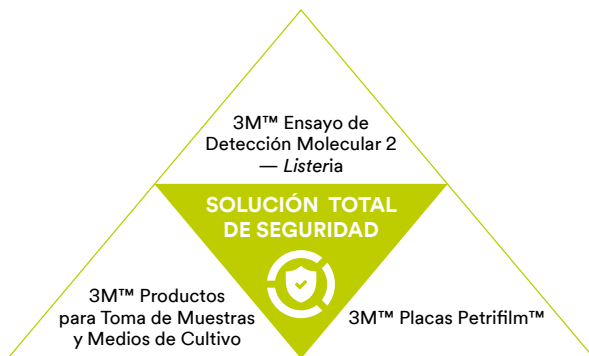 3M™ Ensayo de
Detección Molecular 2
— Listeria
SOLUCIÓN TOTAL
DE SEGURIDAD
3M™ Productos
para Toma de Muestras
y Medios de Cultivo
3M™ Placas Petrifilm™